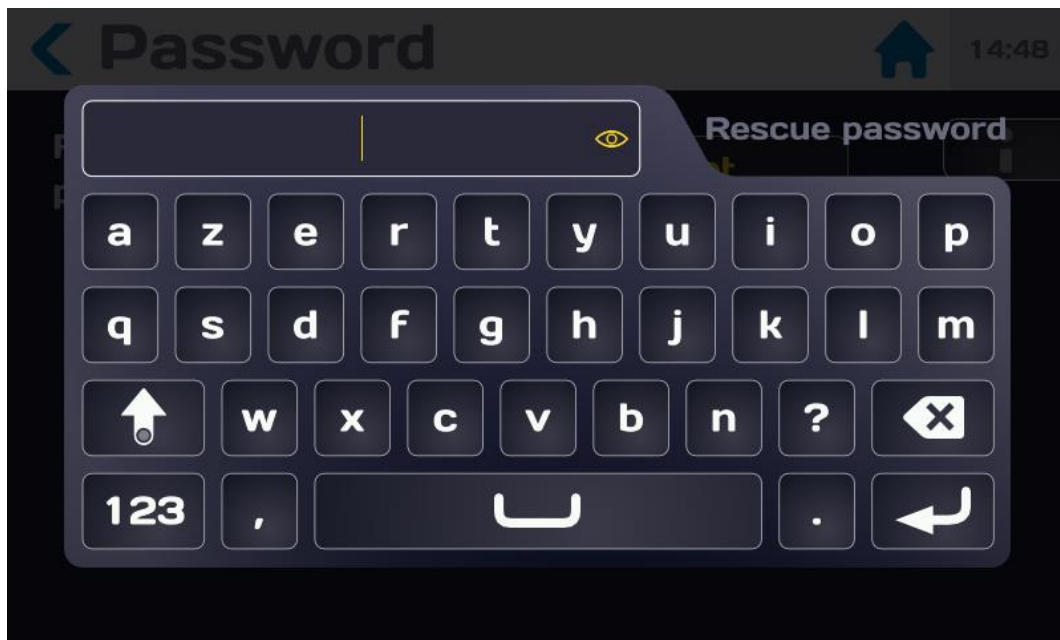 Password 14:48
Rescue password
a z e r t y u i o p
q s d f g h j k l m
w x c v b n ?
123 , .